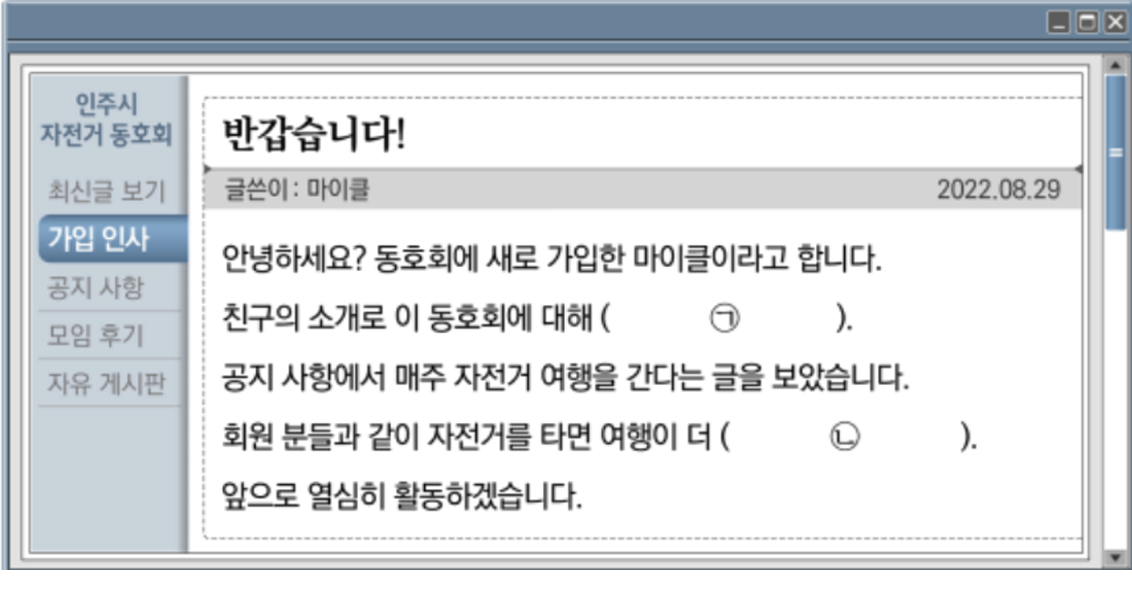 인주시
자전거 동호회
최신글 보기
가입 인사
공지 사항
모임 후기
자유 게시판
반갑습니다!
글쓴이 : 마이클 2022.08.29
안녕하세요? 동호회에 새로 가입한 마이클이라고 합니다.
친구의 소개로 이 동호회에 대해 ( ㉠ ).
공지 사항에서 매주 자전거 여행을 간다는 글을 보았습니다.
회원 분들과 같이 자전거를 타면 여행이 더 ( ㉡ ).
앞으로 열심히 활동하겠습니다.